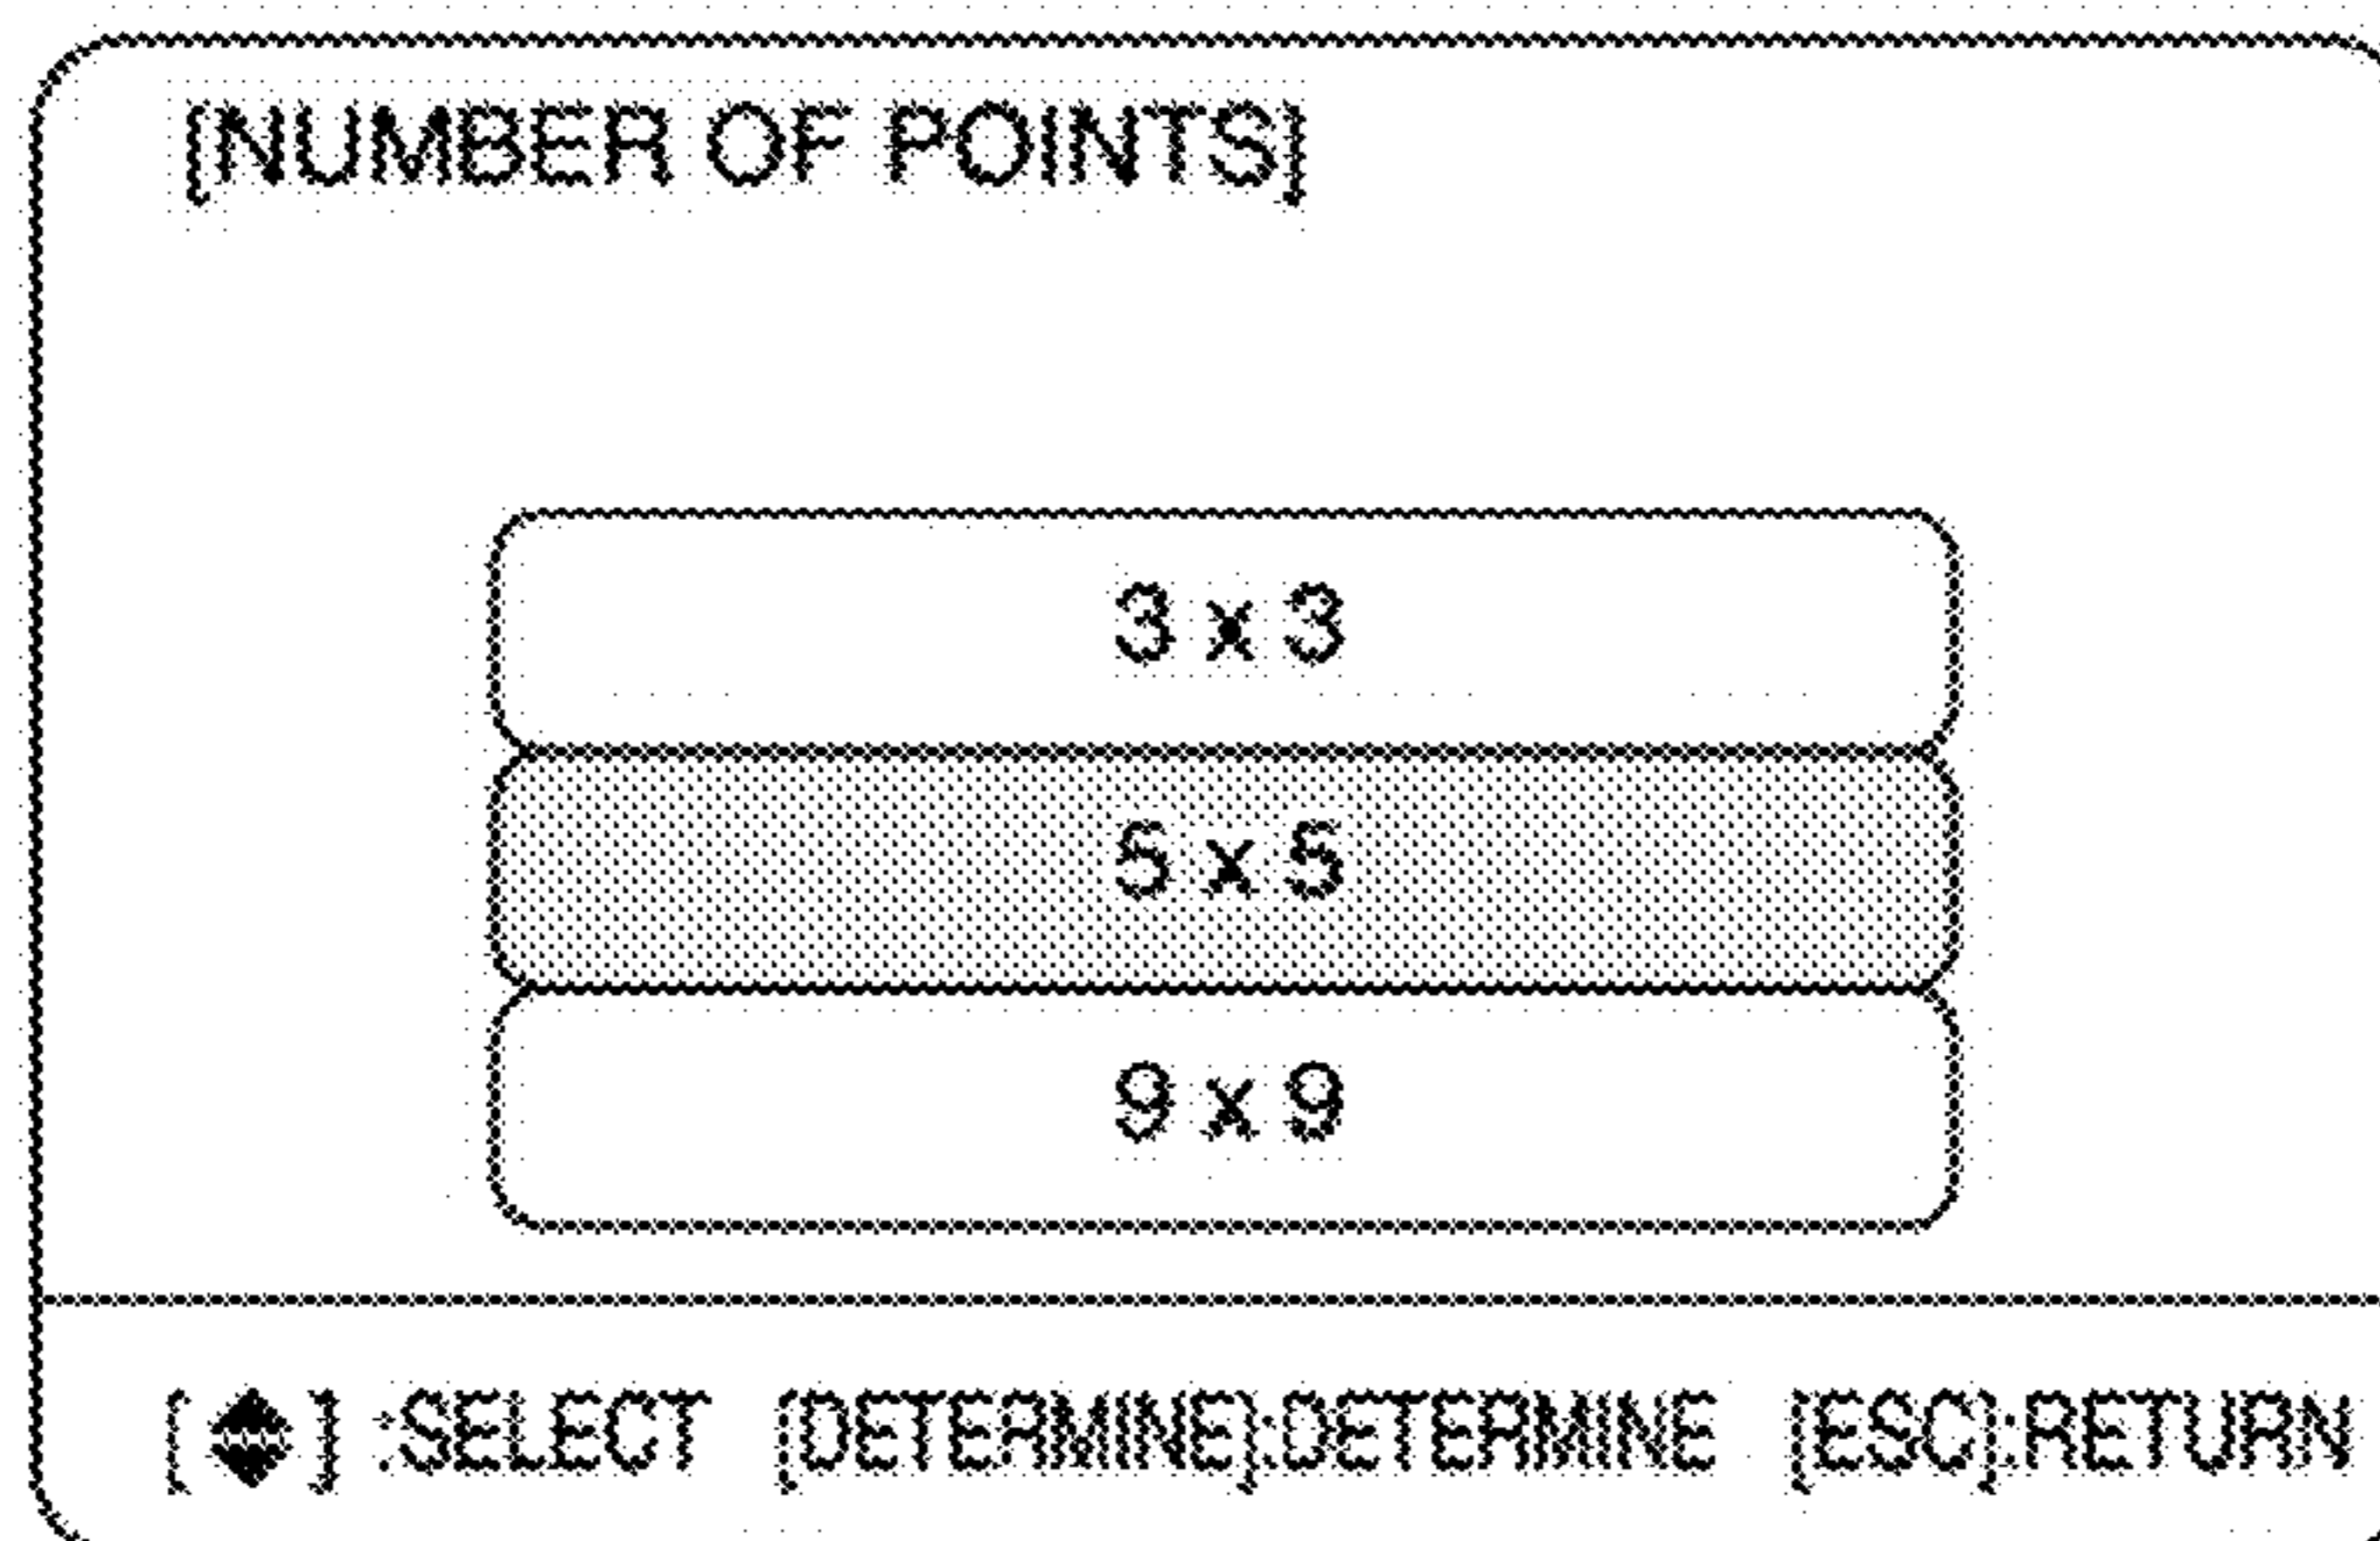 [NUMBER OF POINTS]
3 x 3
5 x 5
9 x 9
[♦] :SELECT [DETERMINE]:DETERMINE [ESC]:RETURN